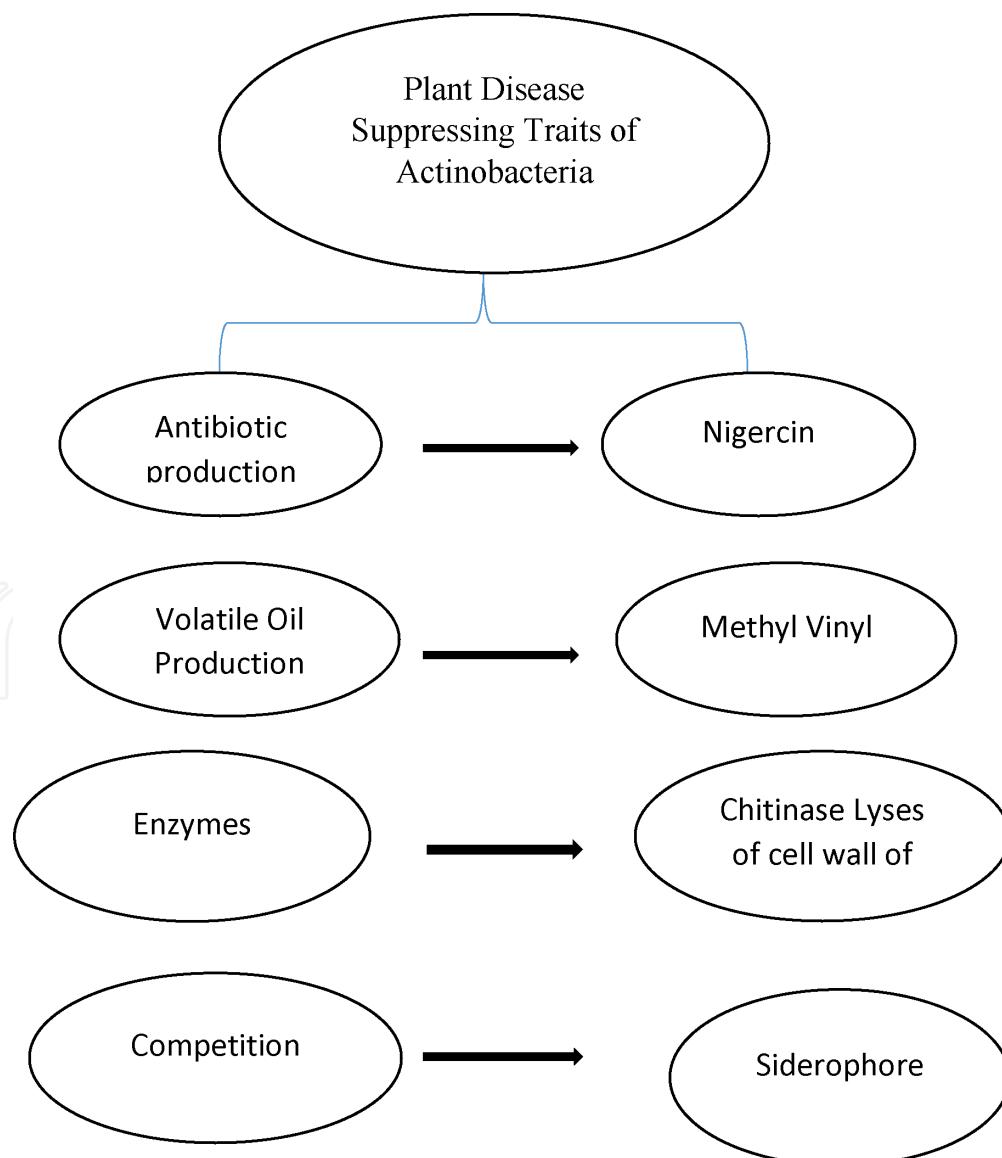 Plant Disease
Suppressing Traits of
Actinobacteria
Antibiotic
production
Nigercin
Volatile Oil
Production
Methyl Vinyl
Enzymes
Chitinase Lyses
of cell wall of
Competition
Siderophore